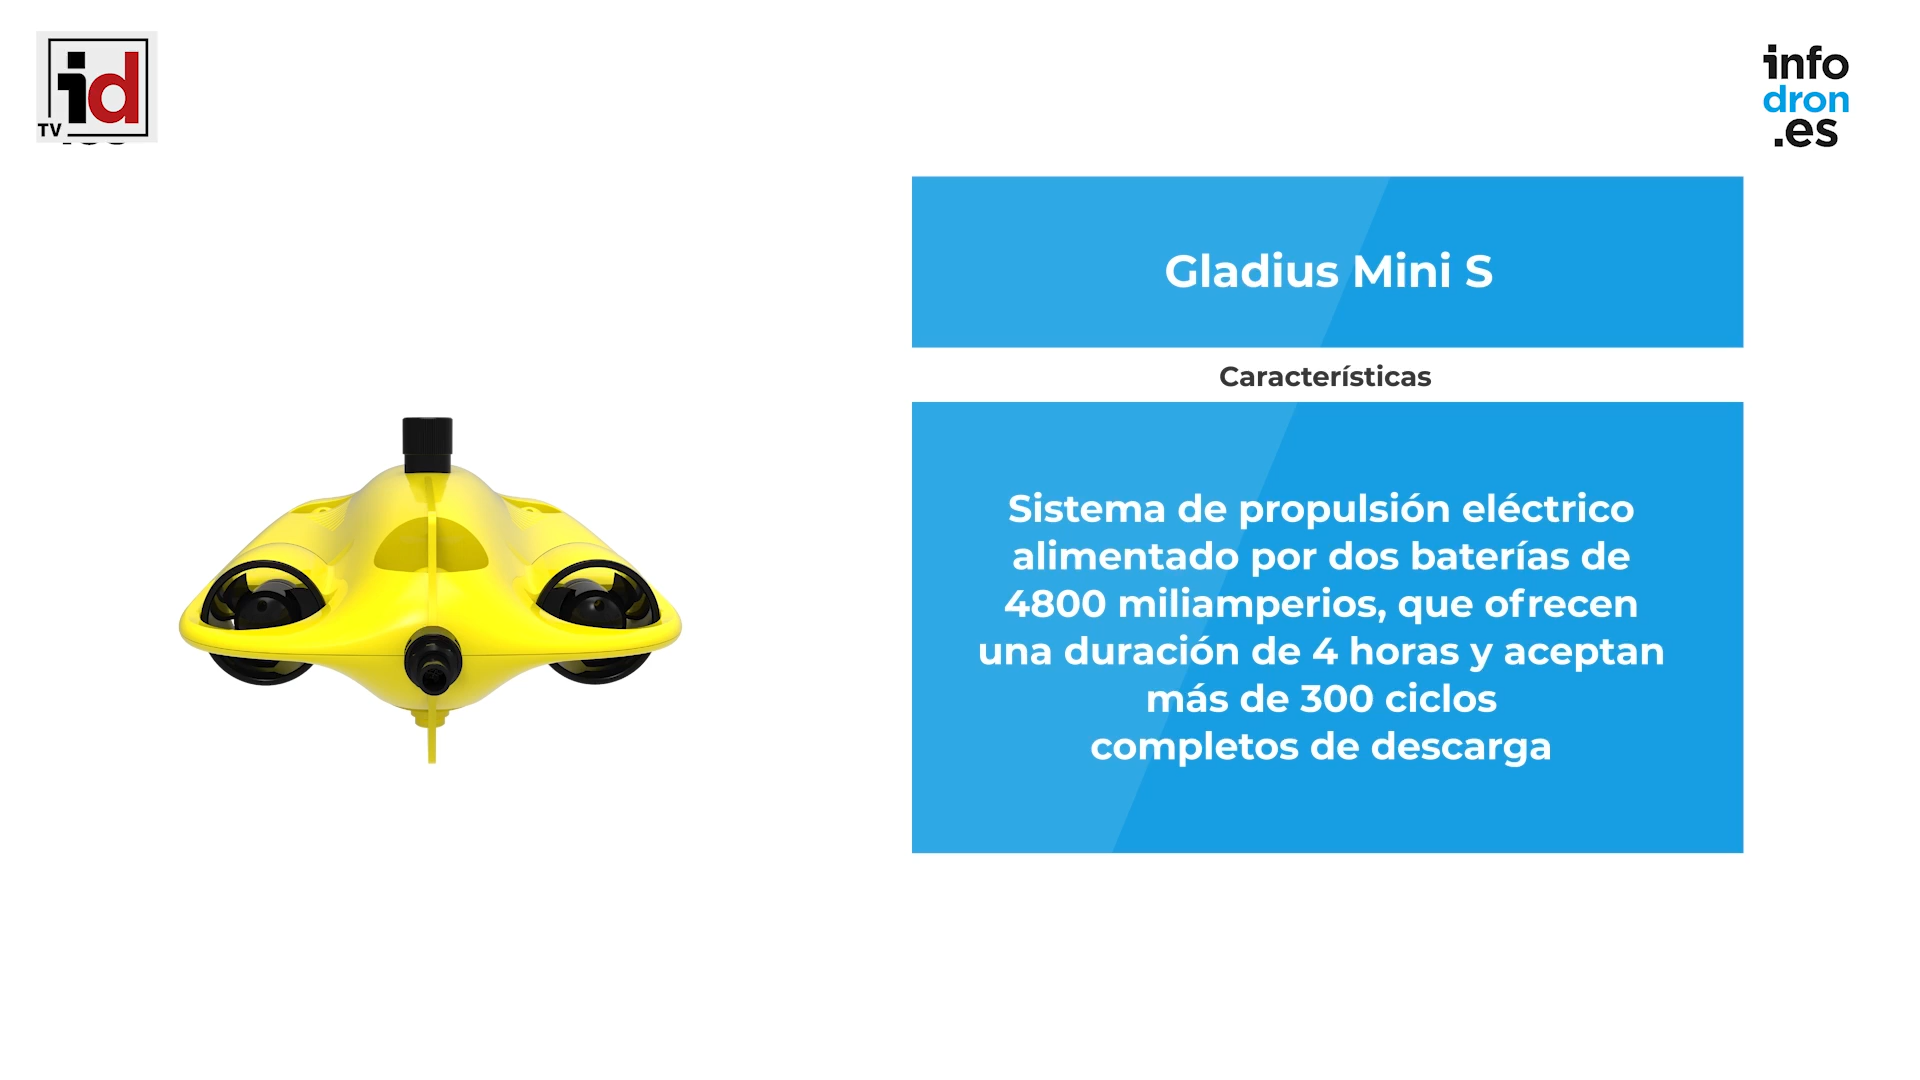 id
TV
info
dron
.es
Gladius Mini S
Características
Sistema de propulsión eléctrico
alimentado por dos baterías de
4800 miliamperios, que ofrecen
una duración de 4 horas y aceptan
más de 300 ciclos
completos de descarga